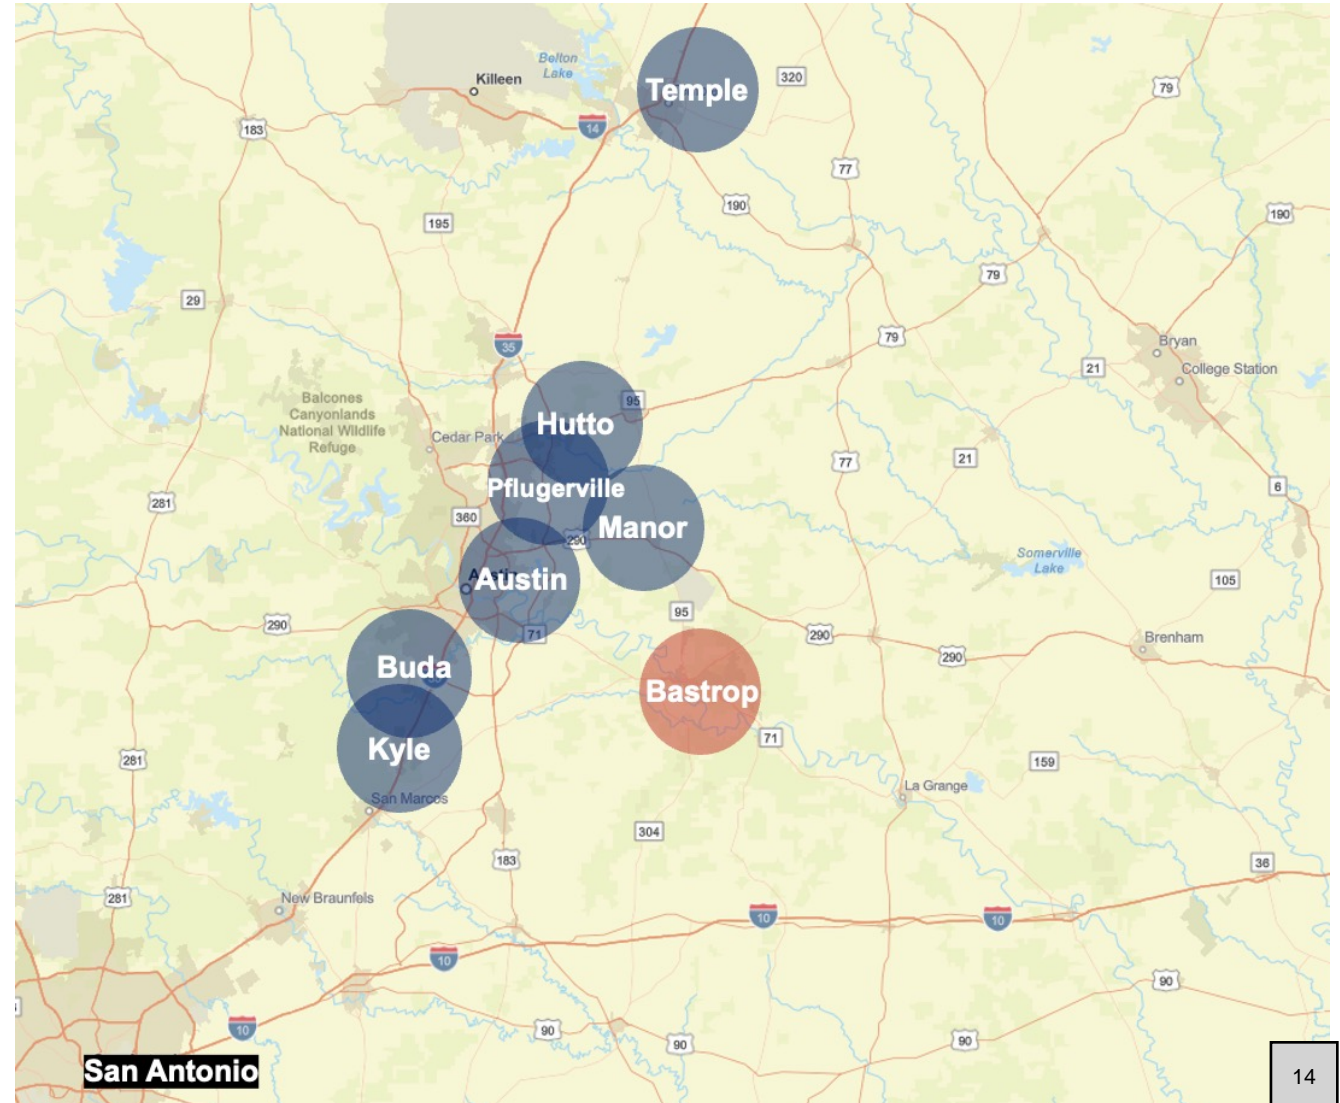 Belton
Lake
Killeen
Temple
320
79
14
183
77
190
195
190
79
29
35
79
Bryan
21
College Station
Balcones
Canyonlands
National Wildlife
Refuge
95
Hutto
Cedar Park
77
21
Pflugerville
6
281
360
Manor
290
Somerville
Lake
Austin
Austin
105
95
290
71
290
Brenham
290
Buda
Bastrop
71
Kyle
281
159
San Marcos
La Grange
304
183
36
281
New Braunfels
10
10
10
90
10
90
90
90
San Antonio
14